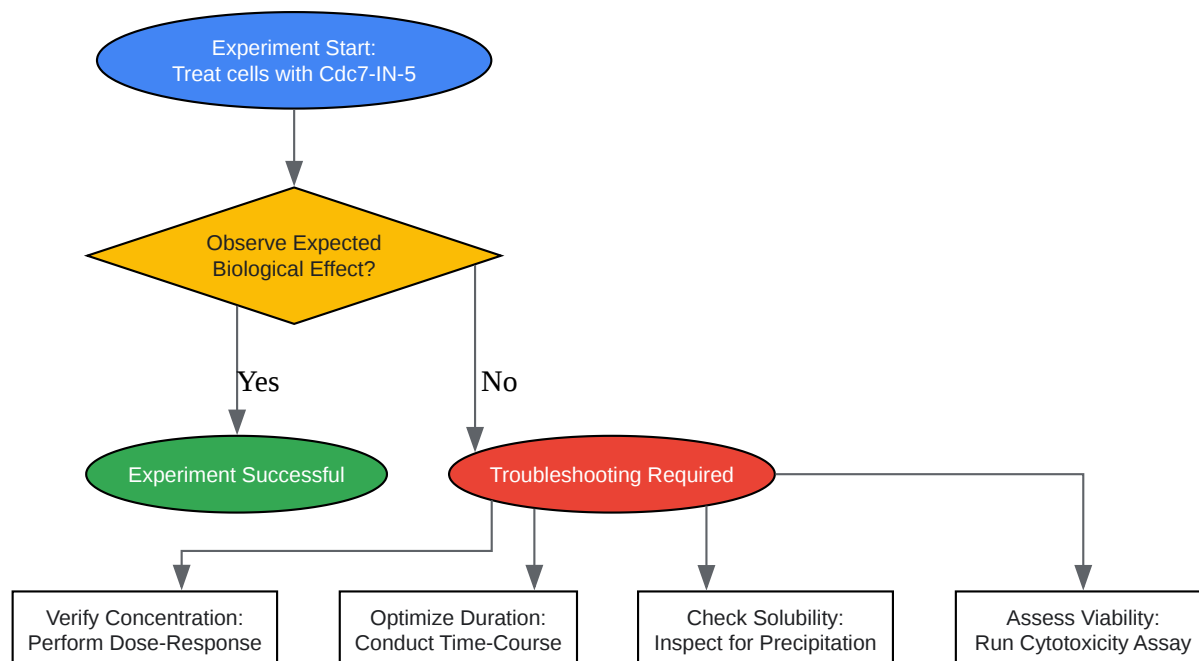 Experiment Start:
Treat cells with Cdc7-IN-5
Observe Expected
Biological Effect?
Yes
No
Experiment Successful
Troubleshooting Required
Verify Concentration:
Perform Dose-Response
Optimize Duration:
Conduct Time-Course
Check Solubility:
Inspect for Precipitation
Assess Viability:
Run Cytotoxicity Assay